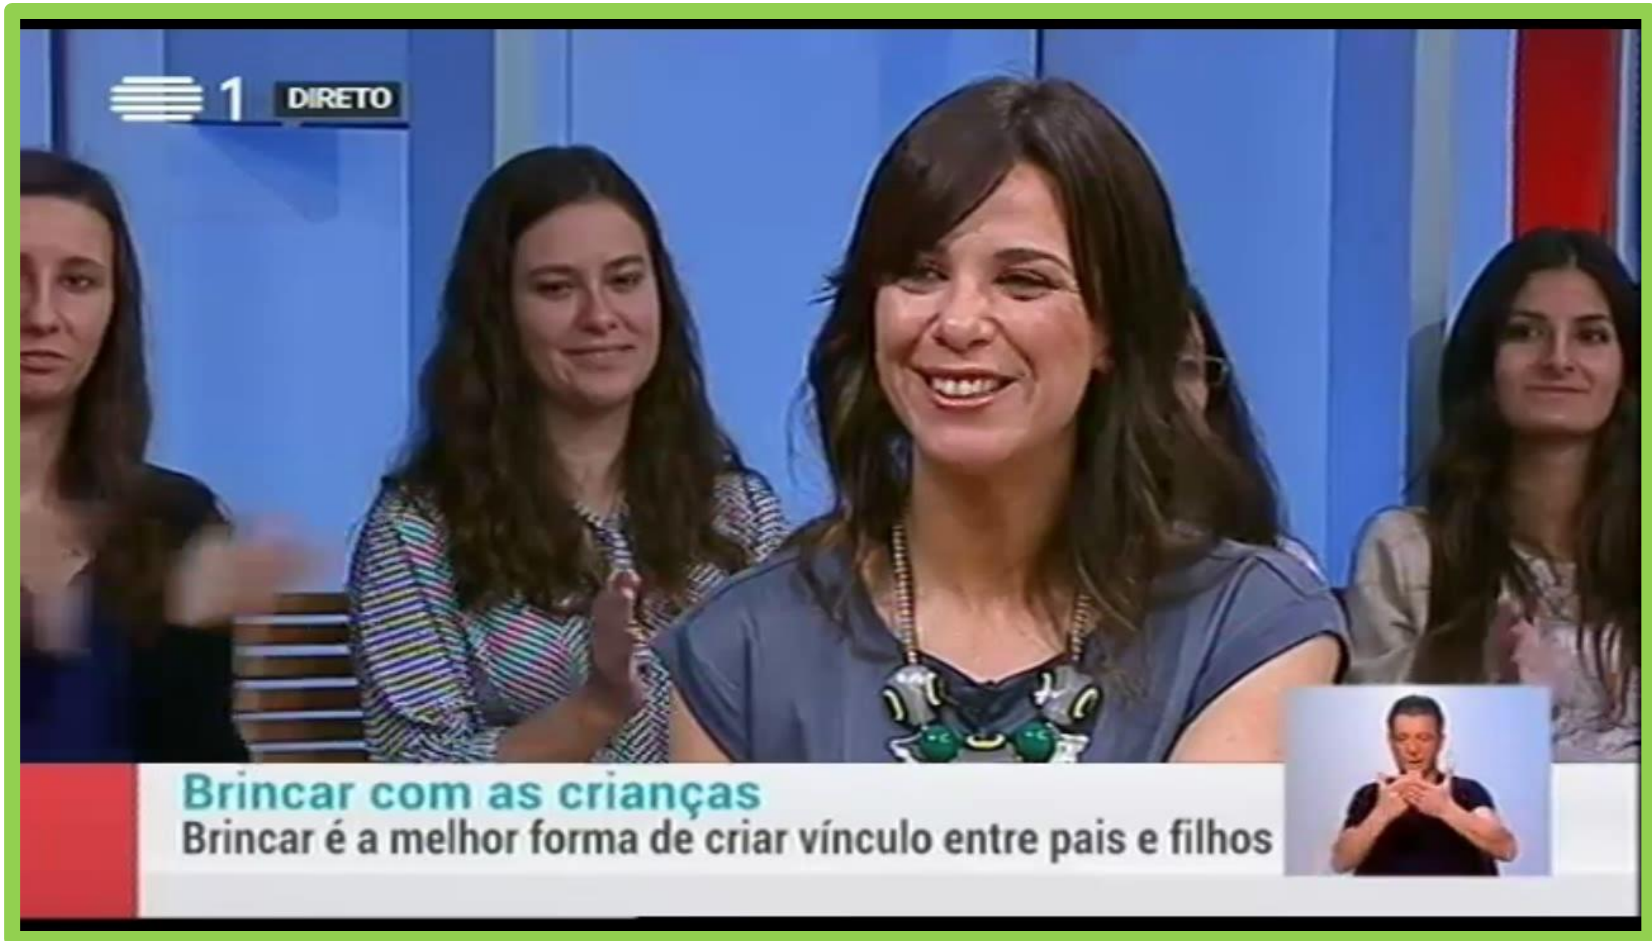 1 DIRETO
Brincar com as crianças
Brincar é a melhor forma de criar vínculo entre pais e filhos